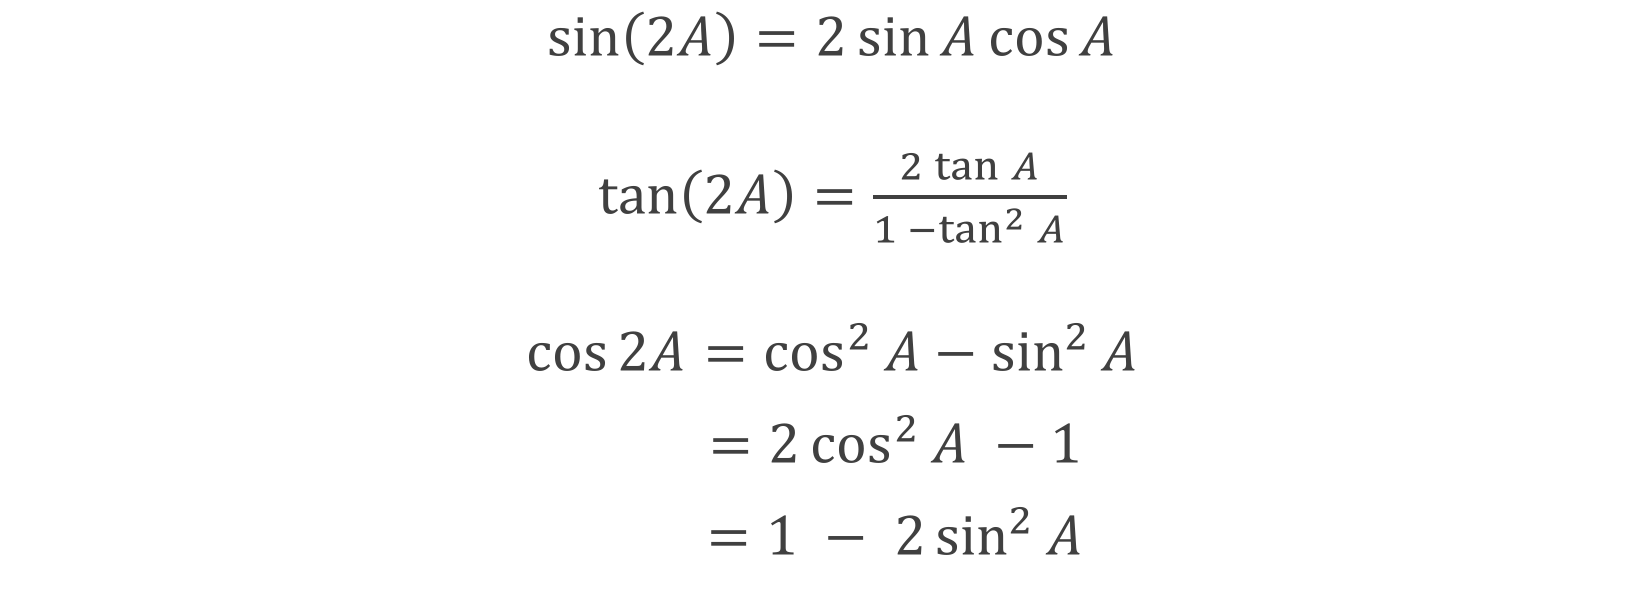 sin(2A) = 2 sin A cos A
tan(2A) = 2 tan A / 1 −tan² A
cos 2A = cos² A − sin² A
= 2 cos² A − 1
= 1 − 2 sin² A